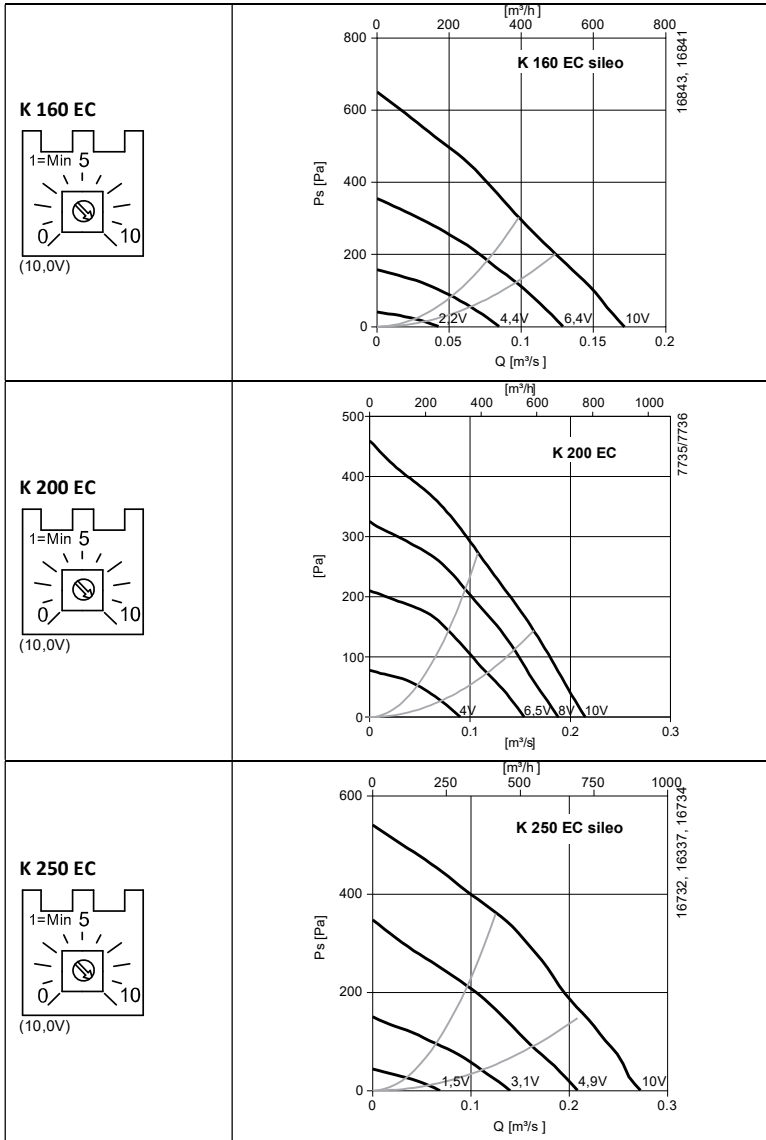 K 160 EC
1=Min 5
0 10
(10,0V)
[m³/h]
0 200 400 600 800
800
600
400
200
0
Ps [Pa]
K 160 EC sileo
16843, 16841
2,2V 4,4V 6,4V 10V
0 0.05 0.1 0.15 0.2
Q [m³/s]
K 200 EC
1=Min 5
0 10
(10,0V)
[m³/h]
0 200 400 600 800 1000
500
400
300
200
100
0
[Pa]
K 200 EC
7735/7736
4V 6,5V 8V 10V
0 0.1 0.2 0.3
[m³/s]
K 250 EC
1=Min 5
0 10
(10,0V)
[m³/h]
0 250 500 750 1000
600
400
200
0
Ps [Pa]
K 250 EC sileo
16732, 16337, 16734
1,5V 3,1V 4,9V 10V
0 0.1 0.2 0.3
Q [m³/s]